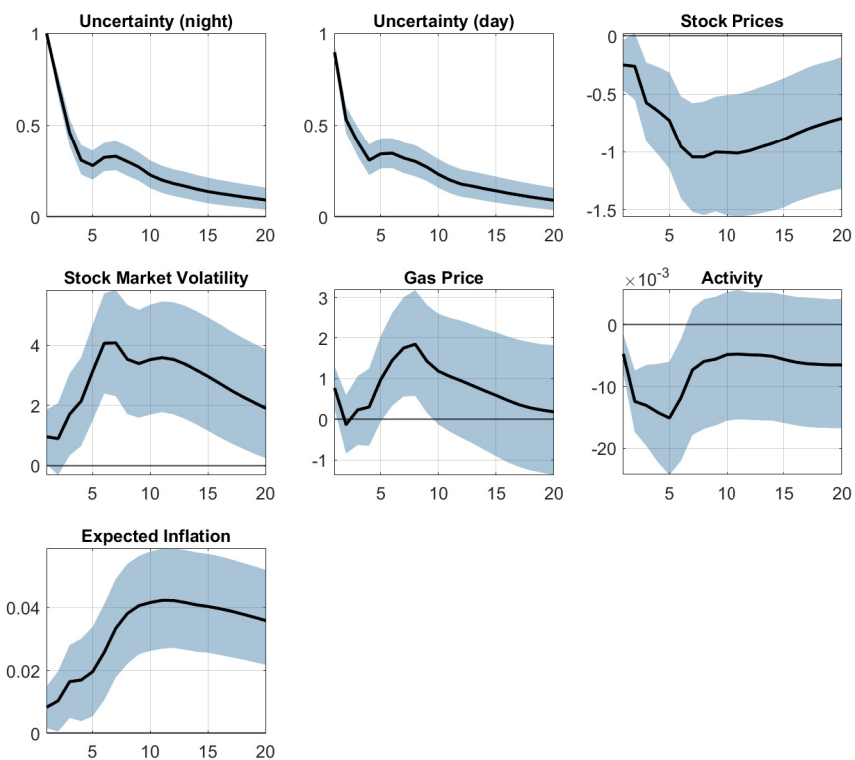 Uncertainty (night)
1
0.5
0
5 10 15 20
Uncertainty (day)
1
0.5
0
5 10 15 20
Stock Prices
0
-0.5
-1
-1.5
5 10 15 20
Stock Market Volatility
4
2
0
5 10 15 20
Gas Price
3
2
1
0
-1
5 10 15 20
×10⁻³ Activity
0
-10
-20
5 10 15 20
Expected Inflation
0.04
0.02
0
5 10 15 20